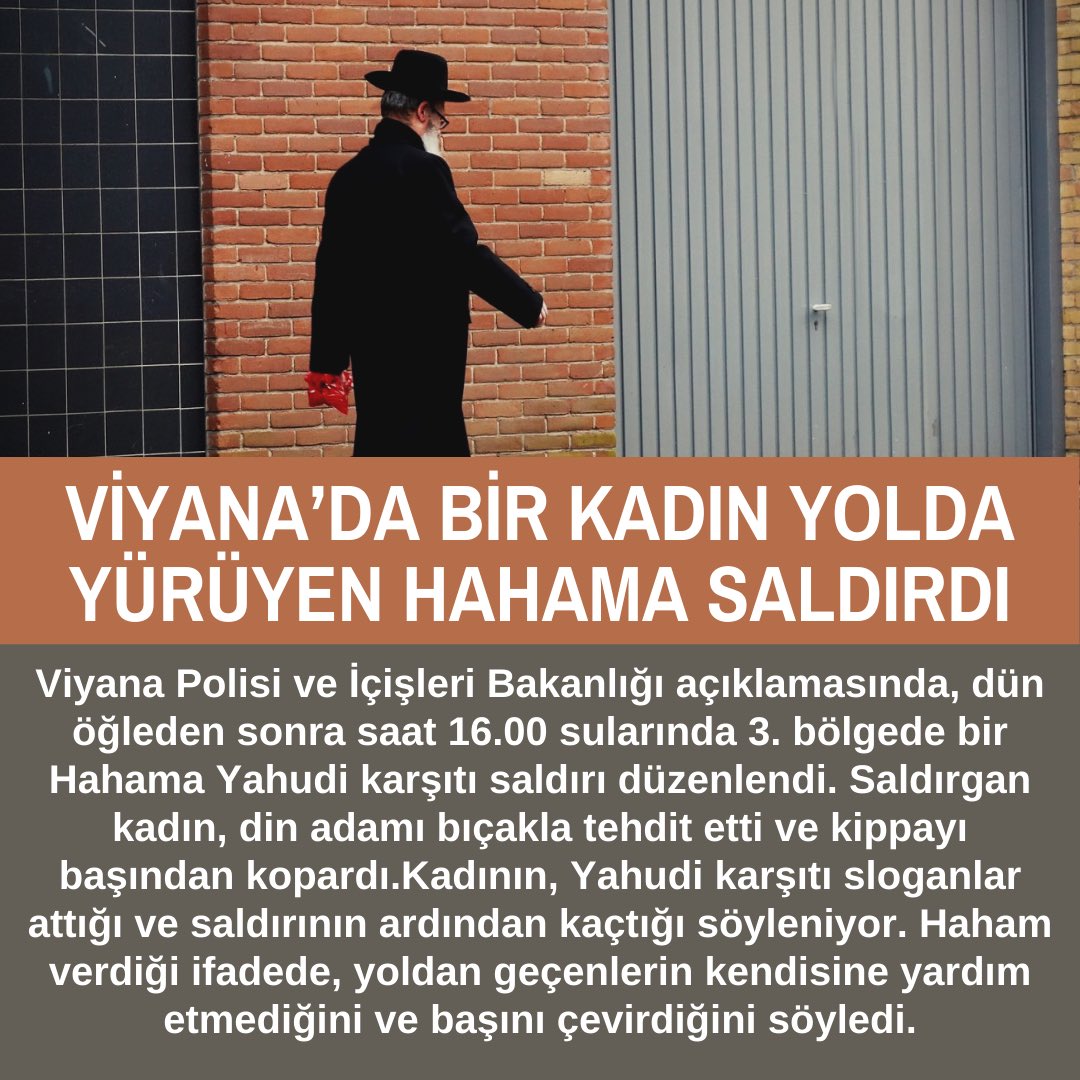 VİYANA’DA BİR KADIN YOLDA
YÜRÜYEN HAHAMA SALDIRDI
Viyana Polisi ve İçişleri Bakanlığı açıklamasında, dün
öğleden sonra saat 16.00 sularında 3. bölgede bir
Hahama Yahudi karşıtı saldırı düzenlendi. Saldırgan
kadın, din adamı bıçakla tehdit etti ve kippayı
başından kopardı.Kadının, Yahudi karşıtı sloganlar
attığı ve saldırının ardından kaçtığı söyleniyor. Haham
verdiği ifadede, yoldan geçenlerin kendisine yardım
etmediğini ve başını çevirdiğini söyledi.